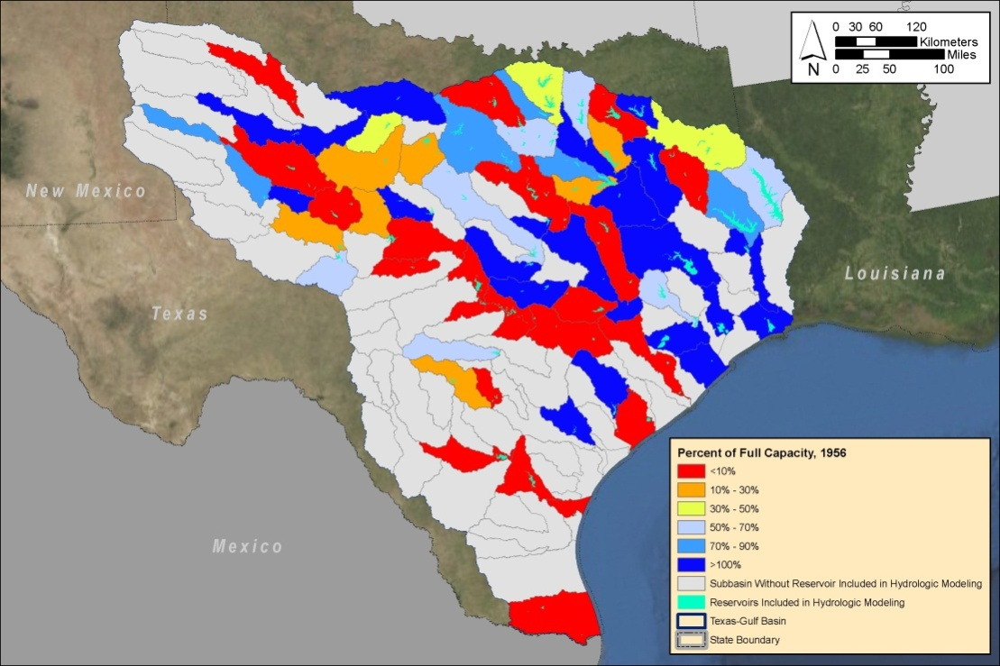 0 30 60 120
Kilometers
Miles
0 25 50 100
N
New Mexico
Louisiana
Texas
Mexico
Percent of Full Capacity, 1956
<10%
10% - 30%
30% - 50%
50% - 70%
70% - 90%
>100%
Subbasin Without Reservoir Included in Hydrologic Modeling
Reservoirs Included in Hydrologic Modeling
Texas-Gulf Basin
State Boundary